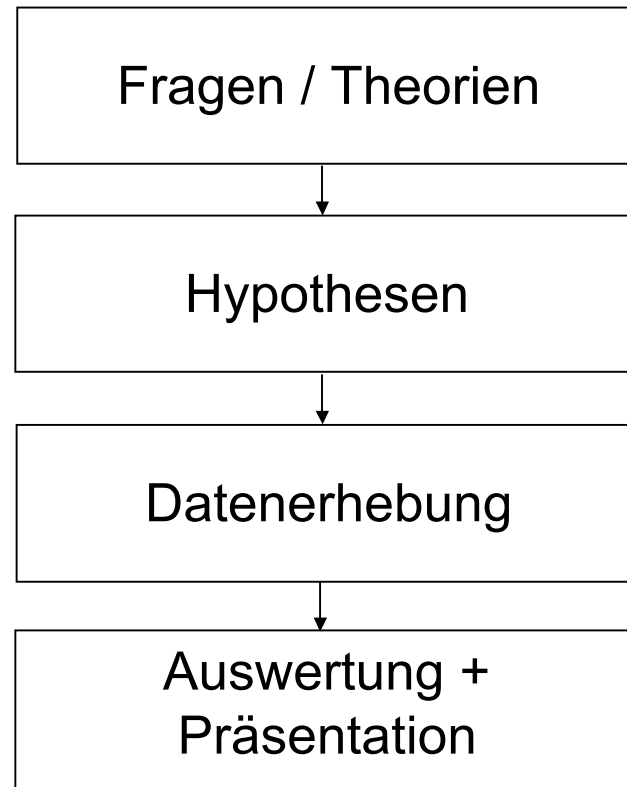 Fragen / Theorien
Hypothesen
Datenerhebung
Auswertung +
Präsentation